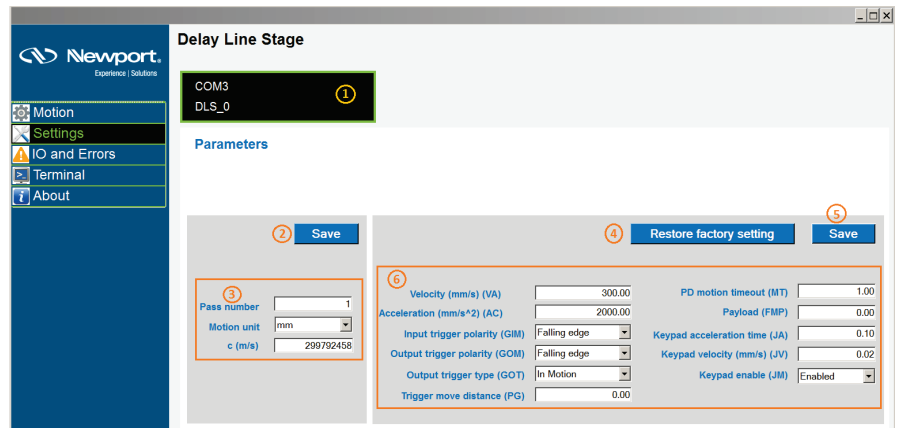 Newport®
Experience | Solutions
Delay Line Stage
COM3
DLS_0
1
Motion
Settings
IO and Errors
Terminal
About
Parameters
2
Save
3
Pass number 1
Motion unit mm
c (m/s) 299792458
4
Restore factory setting
5
Save
6
Velocity (mm/s) (VA) 300.00
Acceleration (mm/s^2) (AC) 2000.00
Input trigger polarity (GIM) Falling edge
Output trigger polarity (GOM) Falling edge
Output trigger type (GOT) In Motion
Trigger move distance (PG) 0.00
PD motion timeout (MT) 1.00
Payload (FMP) 0.00
Keypad acceleration time (JA) 0.10
Keypad velocity (mm/s) (JV) 0.02
Keypad enable (JM) Enabled